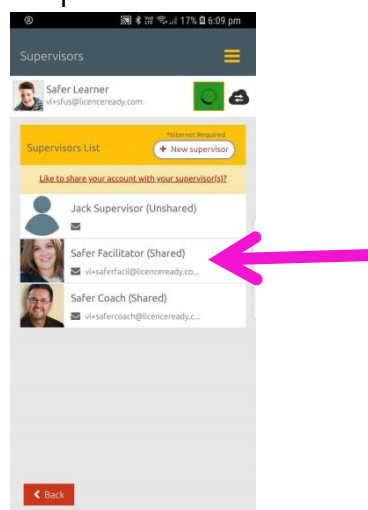 17% 6:09 pm
Supervisors
Safer Learner
vl+sfus@licenceready.com.
*Internet Required
Supervisors List
+ New supervisor
Like to share your account with your supervisor(s)?
Jack Supervisor (Unshared)
Safer Facilitator (Shared)
vl+saferfacil@licenceready.co...
Safer Coach (Shared)
vl+safercoach@licenceready.c...
Back